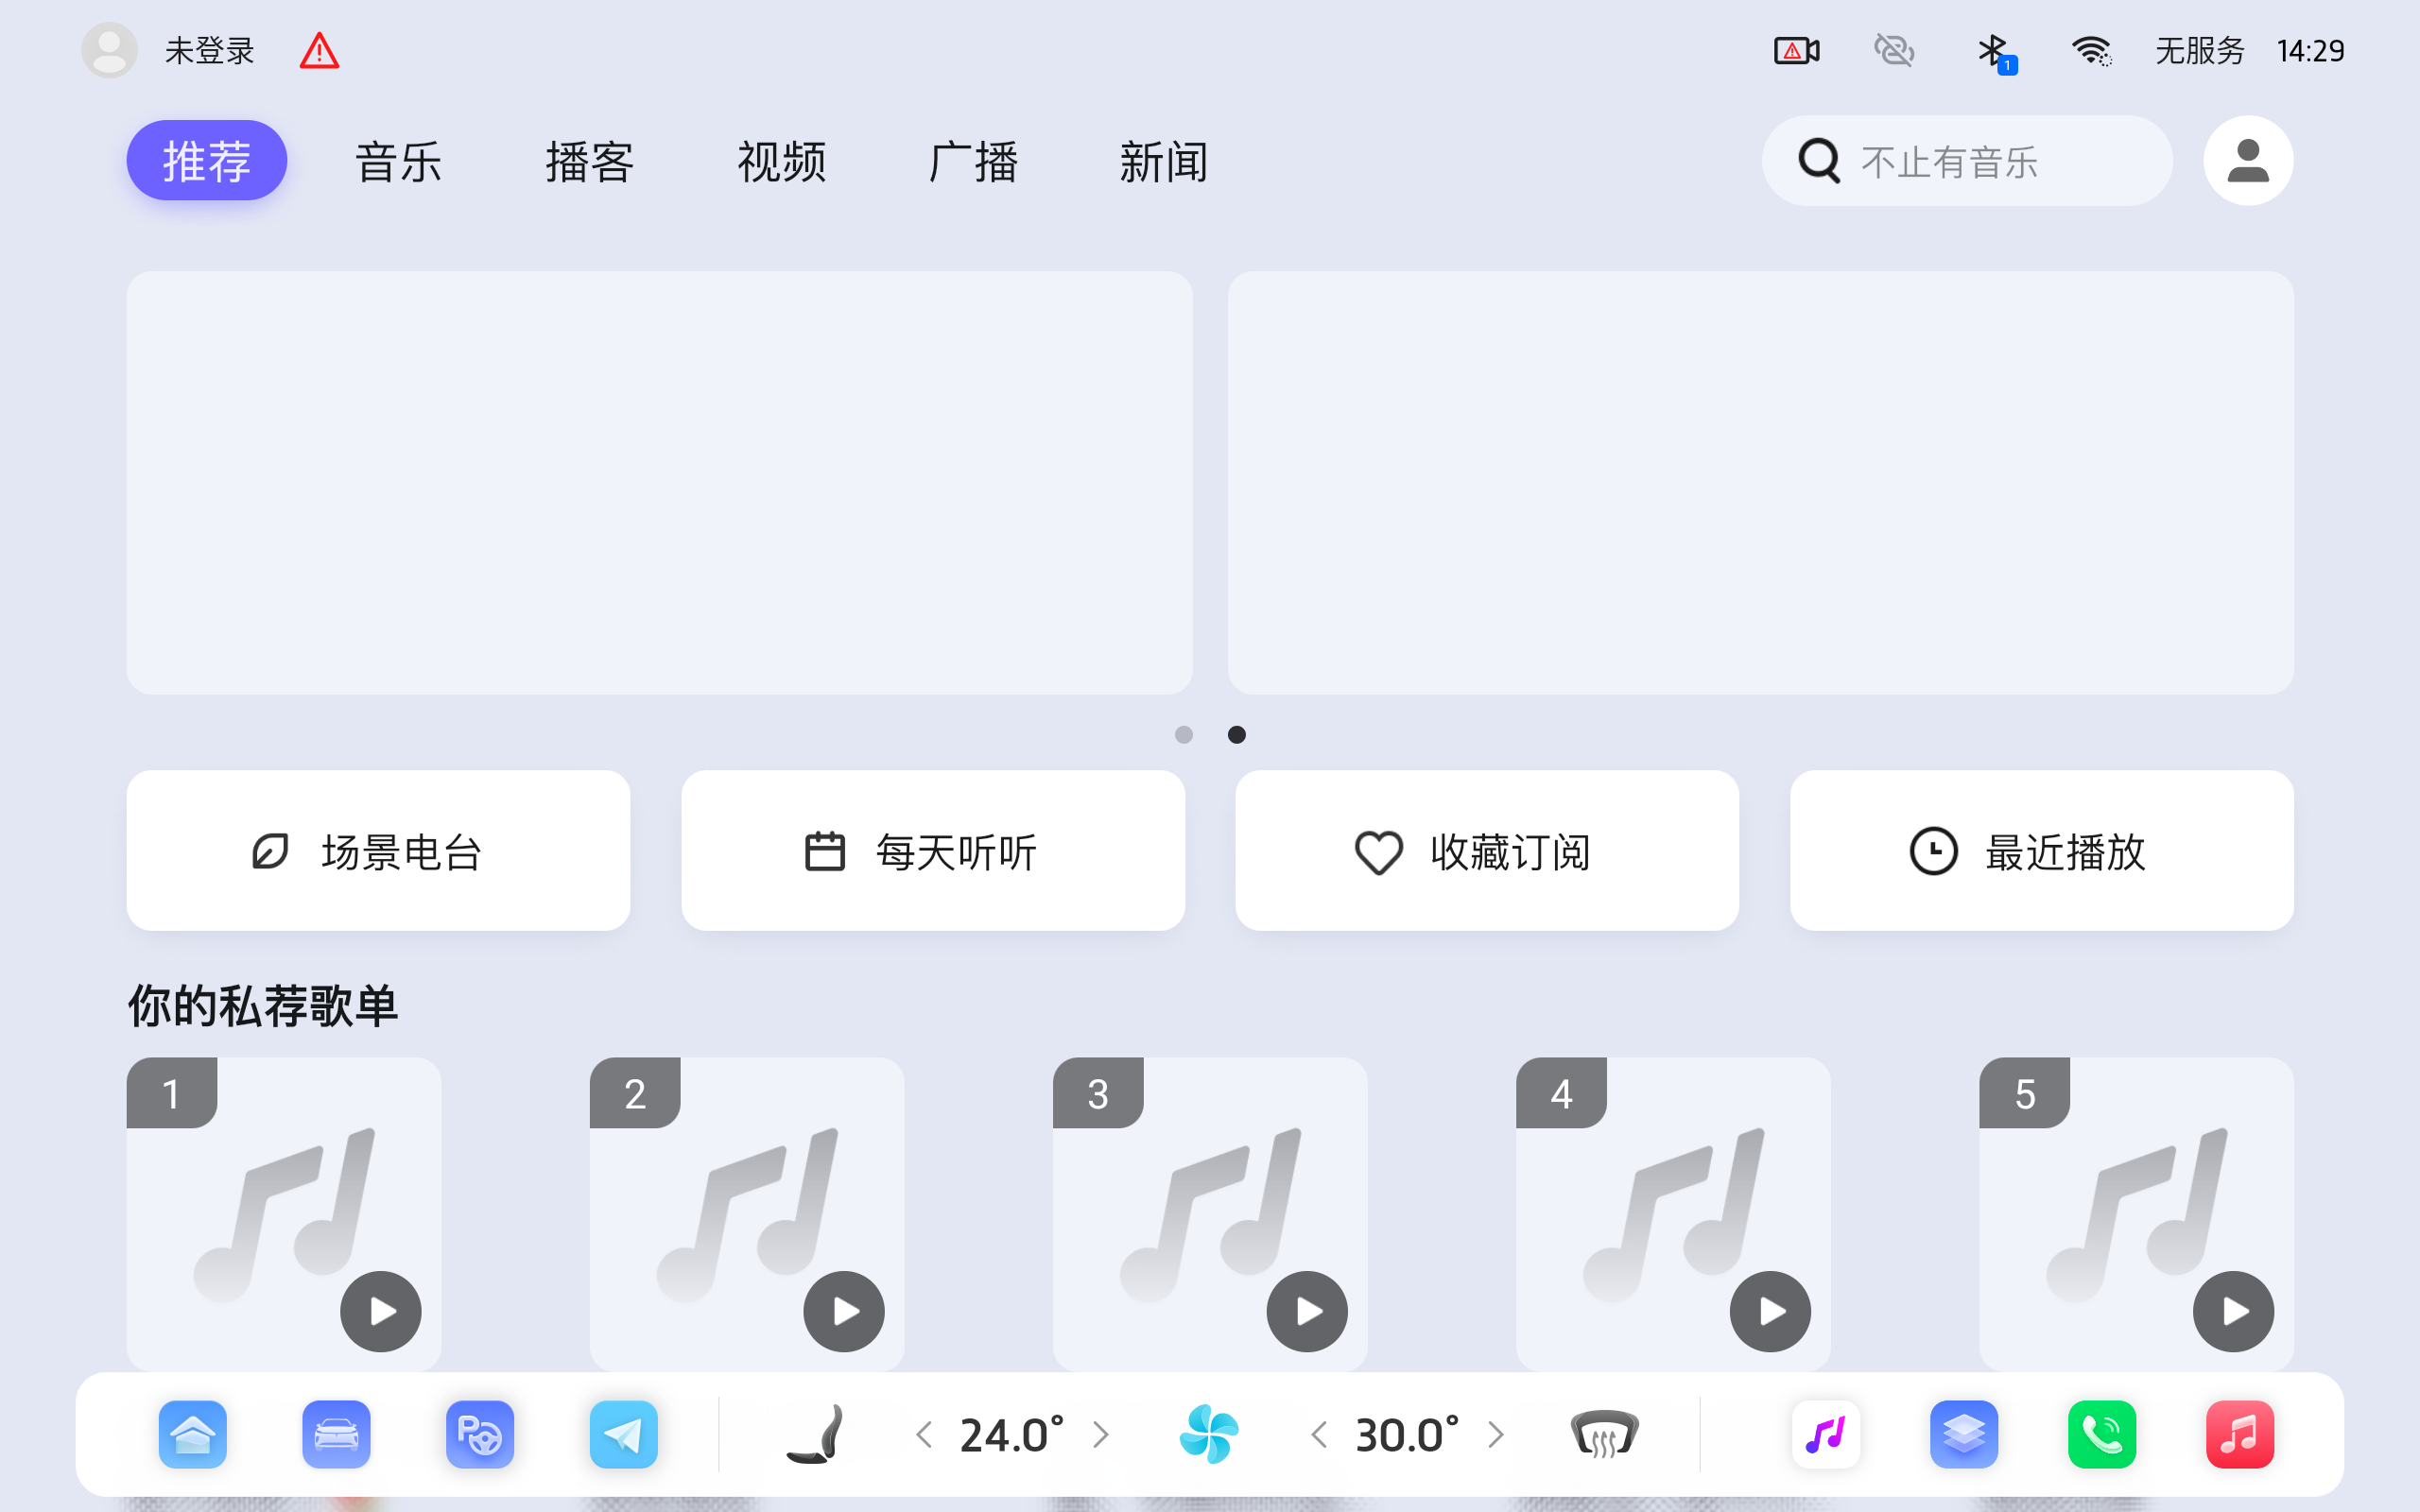 未登录
1
无服务
14:29
推荐
音乐
播客
视频
广播
新闻
不止有音乐
场景电台
每天听听
收藏订阅
最近播放
你的私荐歌单
1
2
3
4
5
P
24.0°
30.0°